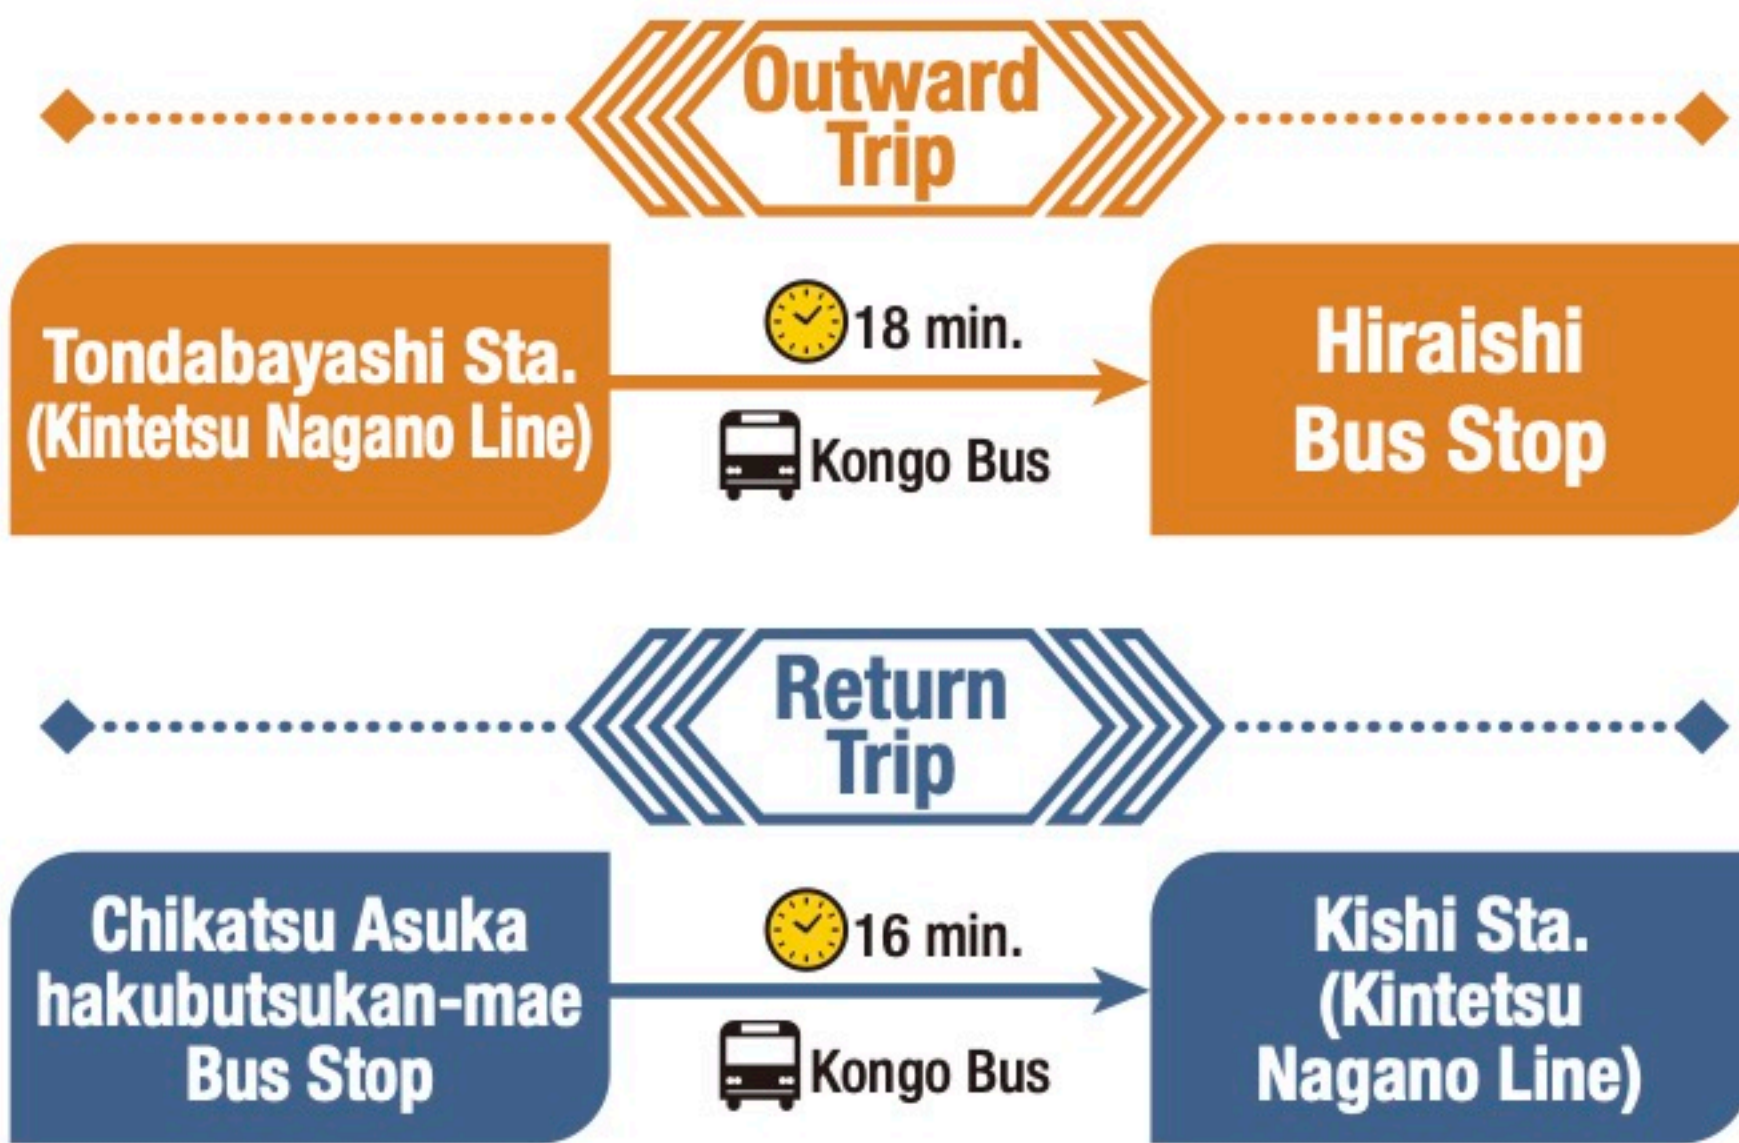 Outward
Trip
Tondabayashi Sta.
(Kintetsu Nagano Line)
18 min.
Kongo Bus
Hiraishi
Bus Stop
Return
Trip
Chikatsu Asuka
hakubutsukan-mae
Bus Stop
16 min.
Kongo Bus
Kishi Sta.
(Kintetsu
Nagano Line)